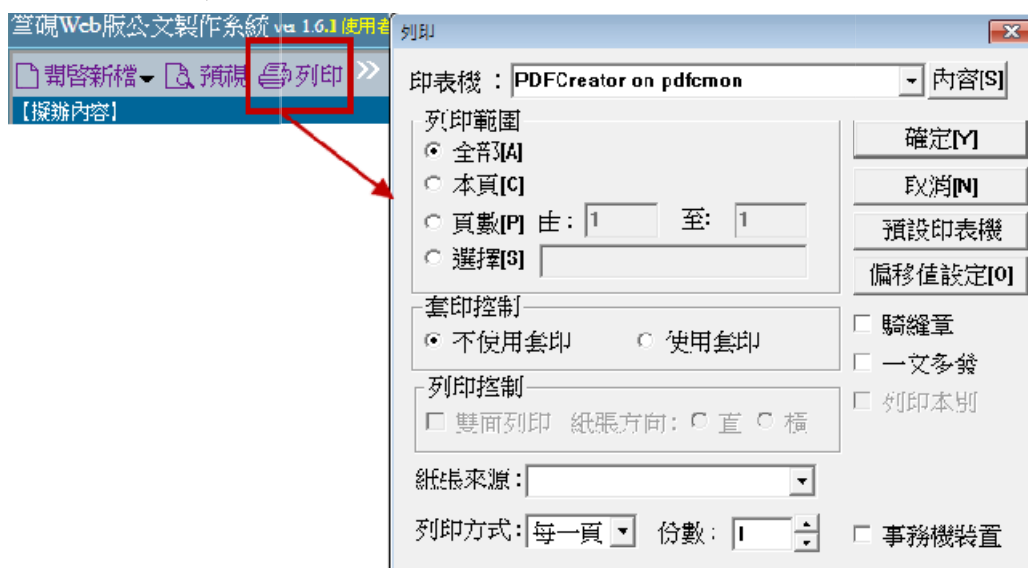 筆硯Web版公文製作系統 ver 1.6.1 使用者
開啓新檔 預視 列印 »
【擬辦內容】
列印
印表機 : PDFCreator on pdfcmon 內容[S]
列印範圍
全部[A]
本頁[C]
頁數[P] 由 : 1 至: 1
選擇[S]
確定[Y]
取消[N]
預設印表機
偏移值設定[O]
套印控制
不使用套印 使用套印
騎縫章
一文多發
列印本別
列印控制
雙面列印 紙張方向: 直 橫
紙張來源 :
列印方式: 每一頁 份數 : 1 事務機裝置